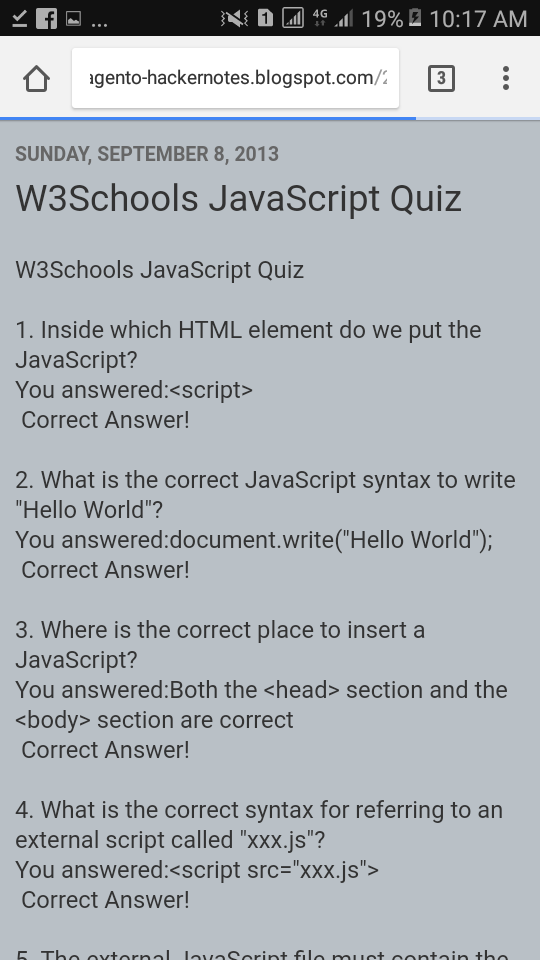 ... 1 4G 19% 10:17 AM
agento-hackernotes.blogspot.com/2 3
SUNDAY, SEPTEMBER 8, 2013
W3Schools JavaScript Quiz
W3Schools JavaScript Quiz
1. Inside which HTML element do we put the
JavaScript?
You answered:<script>
Correct Answer!
2. What is the correct JavaScript syntax to write
"Hello World"?
You answered:document.write("Hello World");
Correct Answer!
3. Where is the correct place to insert a
JavaScript?
You answered:Both the <head> section and the
<body> section are correct
Correct Answer!
4. What is the correct syntax for referring to an
external script called "xxx.js"?
You answered:<script src="xxx.js">
Correct Answer!
5. The external JavaScript file must contain the